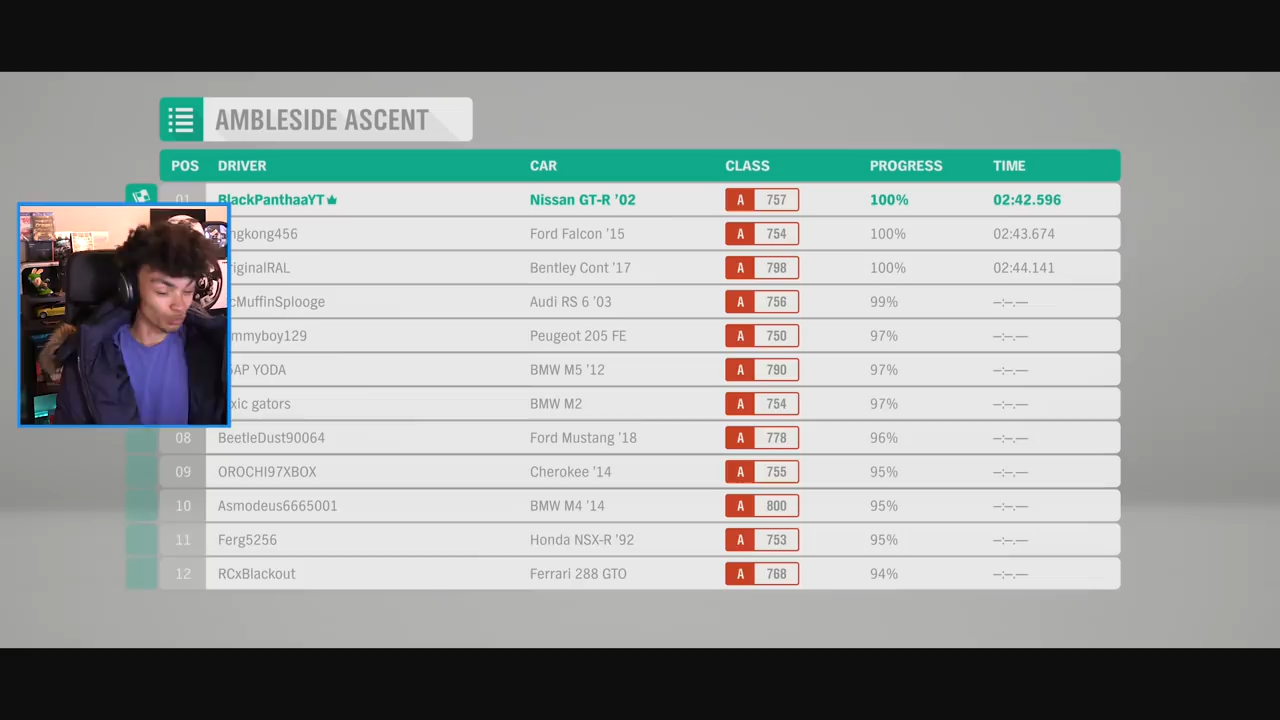 AMBLESIDE ASCENT
POS DRIVER CAR CLASS PROGRESS TIME
01 BlackPanthaaYT Nissan GT-R '02 A 757 100% 02:42.596
Ford Falcon '15 A 754 100% 02:43.674
Bentley Cont '17 A 798 100% 02:44.141
Audi RS 6 '03 A 756 99% --:--.---
Peugeot 205 FE A 750 97% --:--.---
YODA BMW M5 '12 A 790 97% --:--.---
gators BMW M2 A 754 97% --:--.---
08 BeetleDust90064 Ford Mustang '18 A 778 96% --:--.---
09 OROCHI97XBOX Cherokee '14 A 755 95% --:--.---
10 Asmodeus6665001 BMW M4 '14 A 800 95% --:--.---
11 Ferg5256 Honda NSX-R '92 A 753 95% --:--.---
12 RCxBlackout Ferrari 288 GTO A 768 94% --:--.---